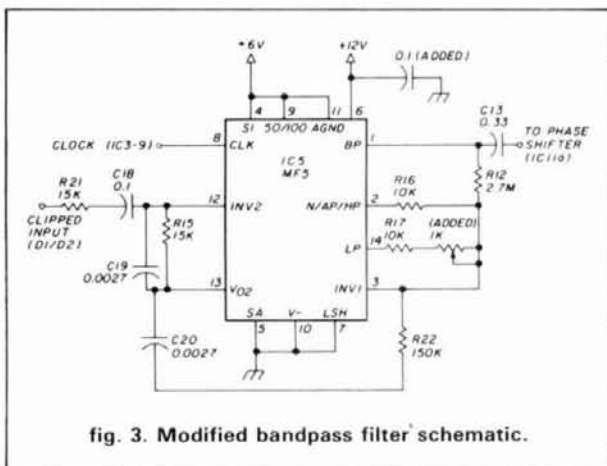 +6V
+12V
0.1 (ADDED)
4
9
11
6
S1
50/100
AGND
C13
0.33
CLOCK (IC3-9)
8
CLK
1
BP
TO PHASE
SHIFTER
(IC11a)
IC5
MF5
R12
2.7M
R21
15K
C18
0.1
R16
10K
12
INV2
N/AP/HP
2
CLIPPED
INPUT
(D1/D2)
R15
15K
R17
10K
(ADDED)
1K
LP
14
C19
0.0027
13
VO2
INV1
3
SA
V-
LSH
5
10
7
C20
0.0027
R22
150K
fig. 3. Modified bandpass filter schematic.